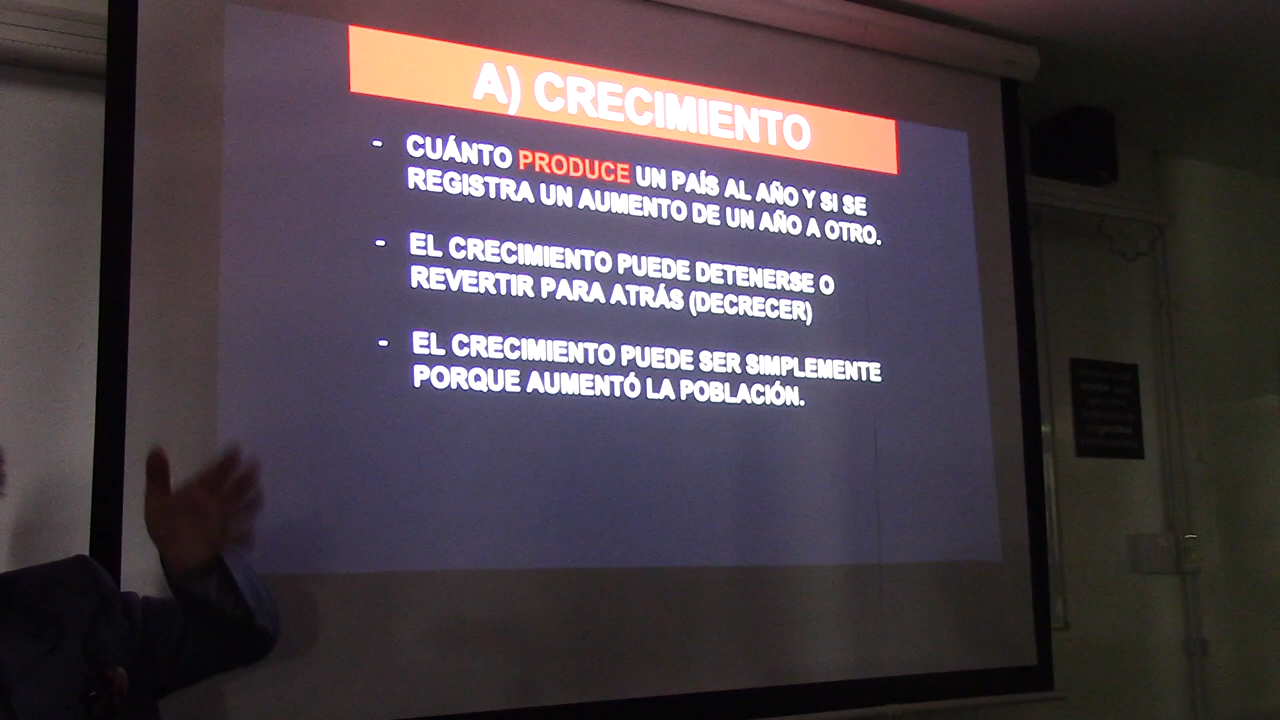 A) CRECIMIENTO
- CUÁNTO PRODUCE UN PAÍS AL AÑO Y SI SE
REGISTRA UN AUMENTO DE UN AÑO A OTRO.
- EL CRECIMIENTO PUEDE DETENERSE O
REVERTIR PARA ATRÁS (DECRECER)
- EL CRECIMIENTO PUEDE SER SIMPLEMENTE
PORQUE AUMENTÓ LA POBLACIÓN.